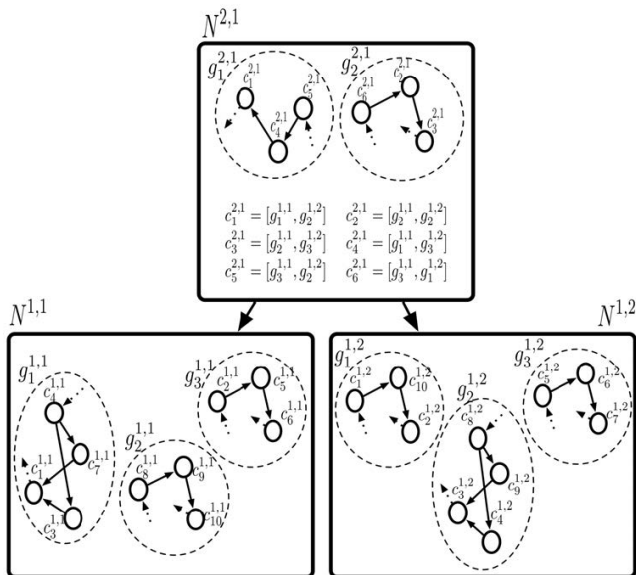 N^{2,1}
g_1^{2,1}
c_1^{2,1}
c_5^{2,1}
c_4^{2,1}
g_2^{2,1}
c_2^{2,1}
c_6^{2,1}
c_3^{2,1}
c_1^{2,1} = [g_1^{1,1}, g_2^{1,2}] c_2^{2,1} = [g_2^{1,1}, g_2^{1,2}]
c_3^{2,1} = [g_2^{1,1}, g_3^{1,2}] c_4^{2,1} = [g_1^{1,1}, g_3^{1,2}]
c_5^{2,1} = [g_3^{1,1}, g_2^{1,2}] c_6^{2,1} = [g_3^{1,1}, g_1^{1,2}]
N^{1,1}
g_1^{1,1}
c_4^{1,1}
c_7^{1,1}
c_1^{1,1}
c_3^{1,1}
g_2^{1,1}
c_8^{1,1}
c_9^{1,1}
c_{10}^{1,1}
g_3^{1,1}
c_2^{1,1}
c_5^{1,1}
c_6^{1,1}
N^{1,2}
g_1^{1,2}
c_1^{1,2}
c_{10}^{1,2}
c_2^{1,2}
g_2^{1,2}
c_8^{1,2}
c_9^{1,2}
c_3^{1,2}
c_4^{1,2}
g_3^{1,2}
c_5^{1,2}
c_6^{1,2}
c_7^{1,2}